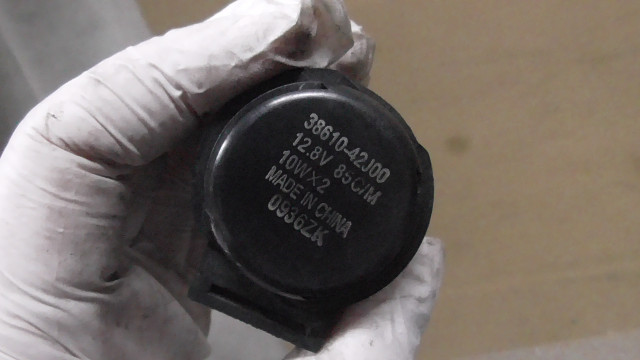 38610-42J00
12.8V 85C/M
10W×2
MADE IN CHINA
0936ZK